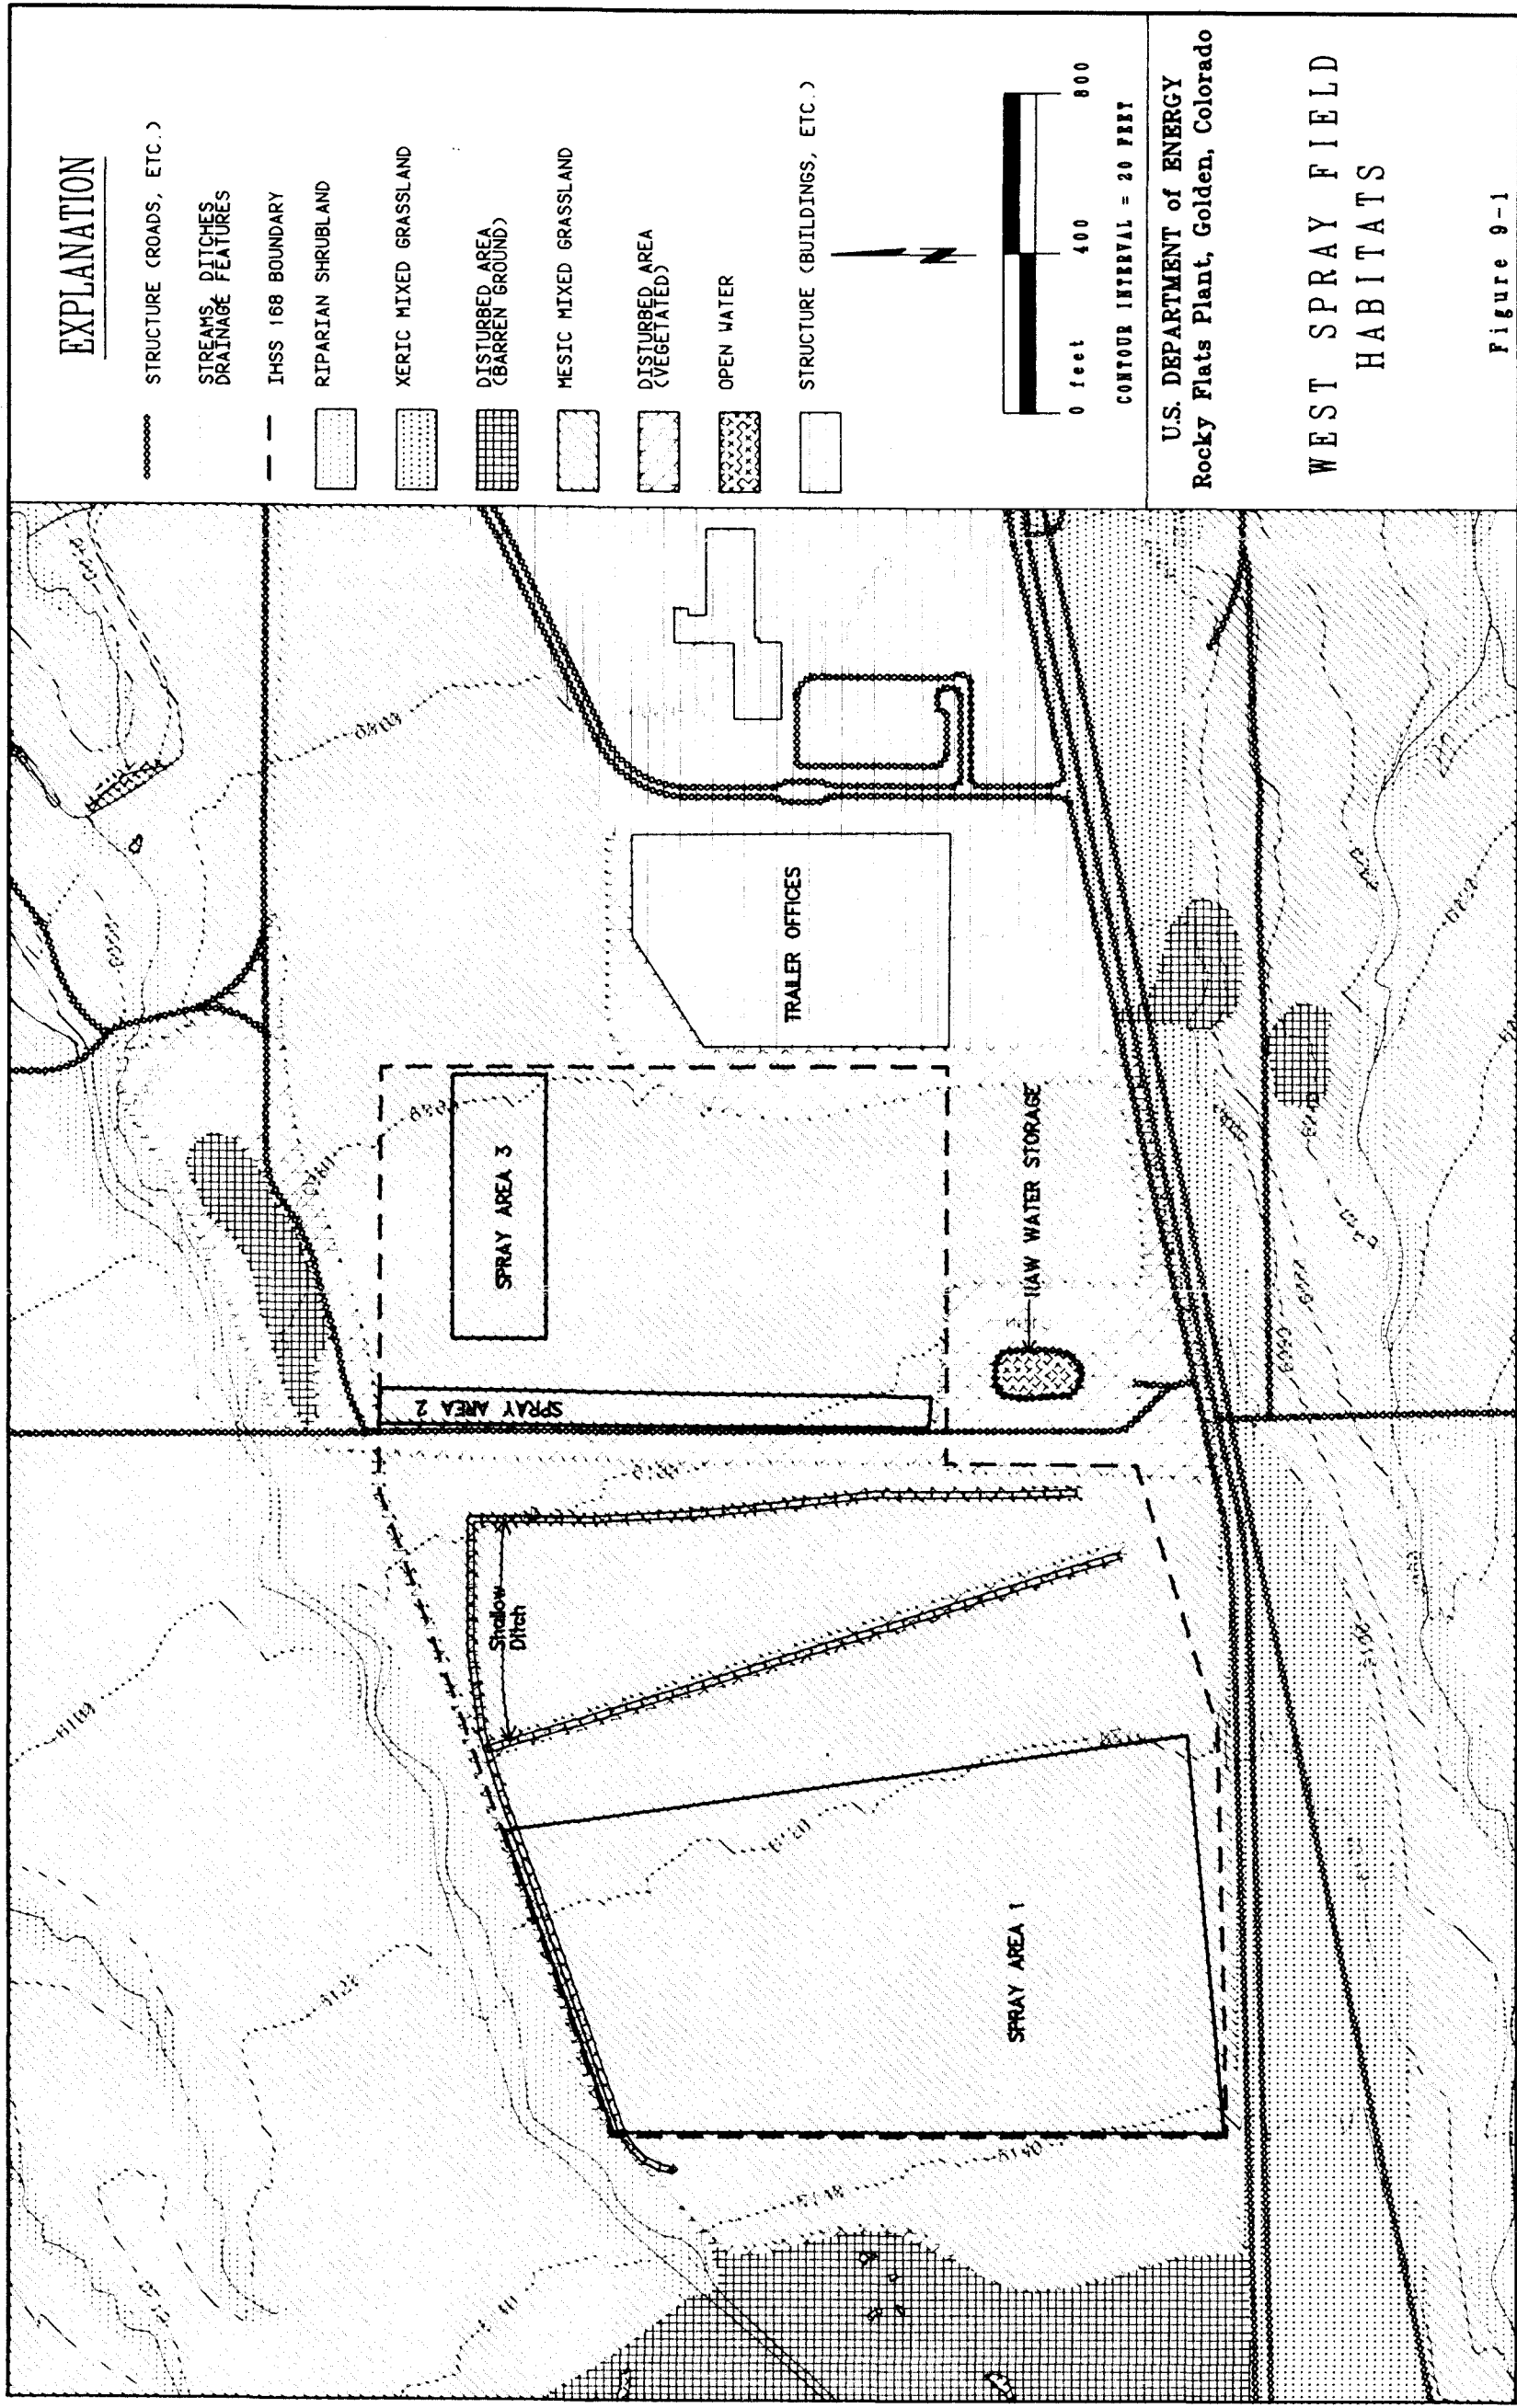 EXPLANATION
STRUCTURE (ROADS, ETC.)
STREAMS, DITCHES
DRAINAGE FEATURES
IHSS 168 BOUNDARY
RIPARIAN SHRUBLAND
XERIC MIXED GRASSLAND
DISTURBED AREA
(BARREN GROUND)
MESIC MIXED GRASSLAND
DISTURBED AREA
(VEGETATED)
OPEN WATER
STRUCTURE (BUILDINGS, ETC.)
N
0 feet 400 800
CONTOUR INTERVAL = 20 FEET
U.S. DEPARTMENT of ENERGY
Rocky Flats Plant, Golden, Colorado
WEST SPRAY FIELD
HABITATS
Figure 9-1
SPRAY AREA 3
SPRAY AREA 2
Shallow
Ditch
TRAILER OFFICES
WATER STORAGE
SPRAY AREA 1
6120